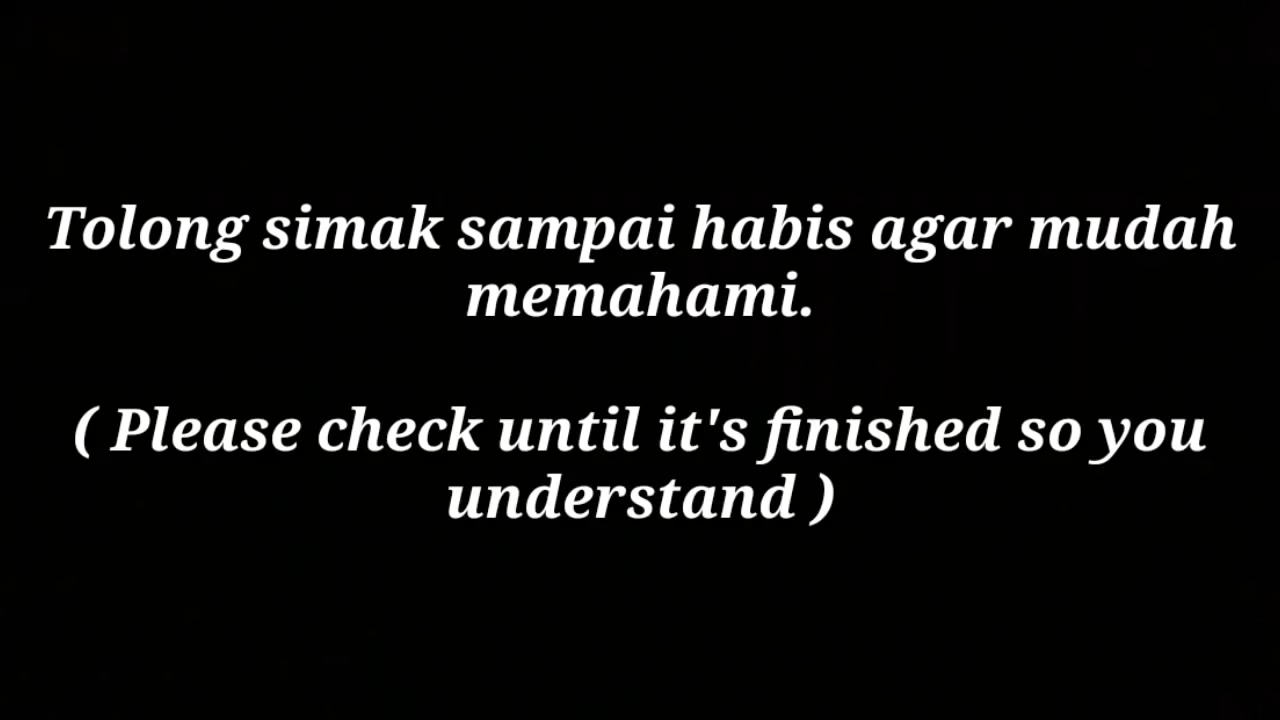 Tolong simak sampai habis agar mudah
memahami.
( Please check until it's finished so you
understand )